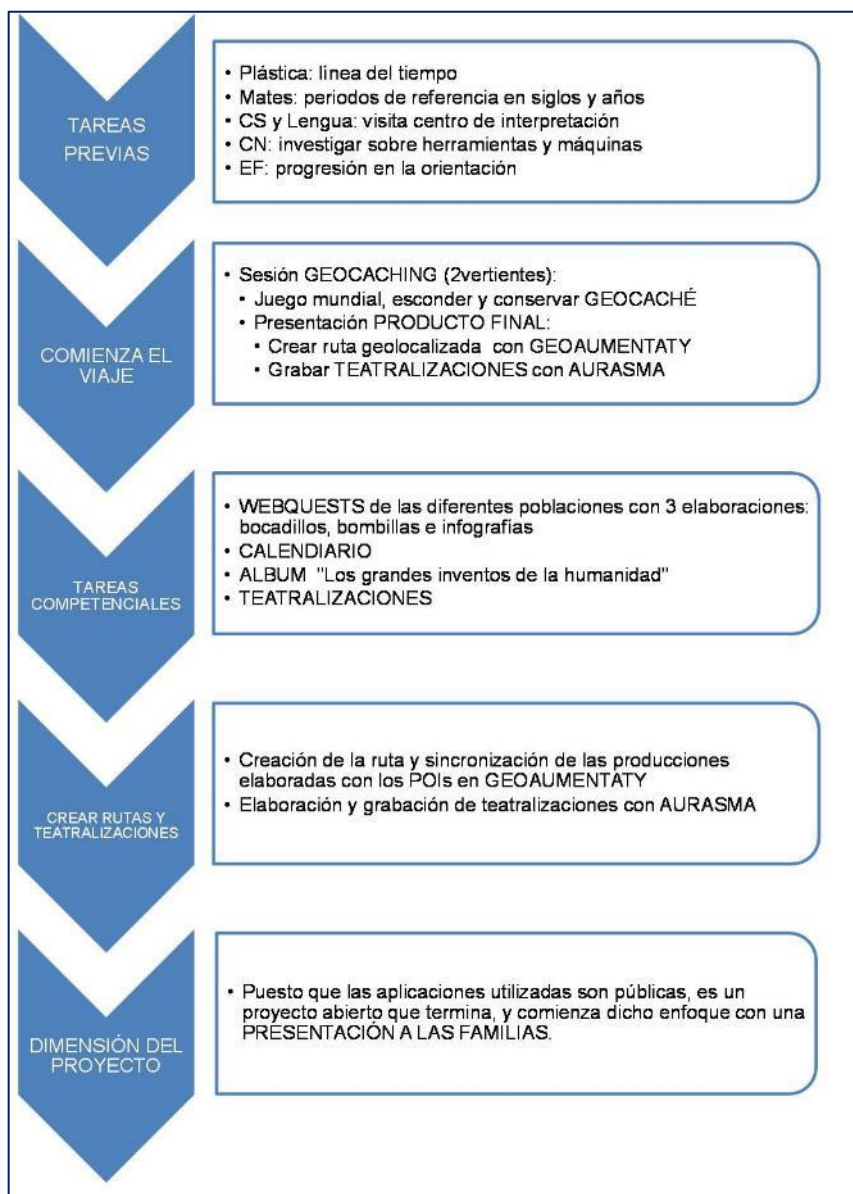 TAREAS
PREVIAS
• Plástica: línea del tiempo
• Mates: periodos de referencia en siglos y años
• CS y Lengua: visita centro de interpretación
• CN: investigar sobre herramientas y máquinas
• EF: progresión en la orientación
COMIENZA EL
VIAJE
• Sesión GEOCACHING (2vertientes):
• Juego mundial, esconder y conservar GEOCACHÉ
• Presentación PRODUCTO FINAL:
• Crear ruta geolocalizada con GEOAUMENTATY
• Grabar TEATRALIZACIONES con AURASMA
TAREAS
COMPETENCIALES
• WEBQUESTS de las diferentes poblaciones con 3 elaboraciones:
bocadillos, bombillas e infografías
• CALENDIARIO
• ALBUM "Los grandes inventos de la humanidad"
• TEATRALIZACIONES
CREAR RUTAS Y
TEATRALIZACIONES
• Creación de la ruta y sincronización de las producciones
elaboradas con los POIs en GEOAUMENTATY
• Elaboración y grabación de teatralizaciones con AURASMA
DIMENSIÓN DEL
PROYECTO
• Puesto que las aplicaciones utilizadas son públicas, es un
proyecto abierto que termina, y comienza dicho enfoque con una
PRESENTACIÓN A LAS FAMILIAS.